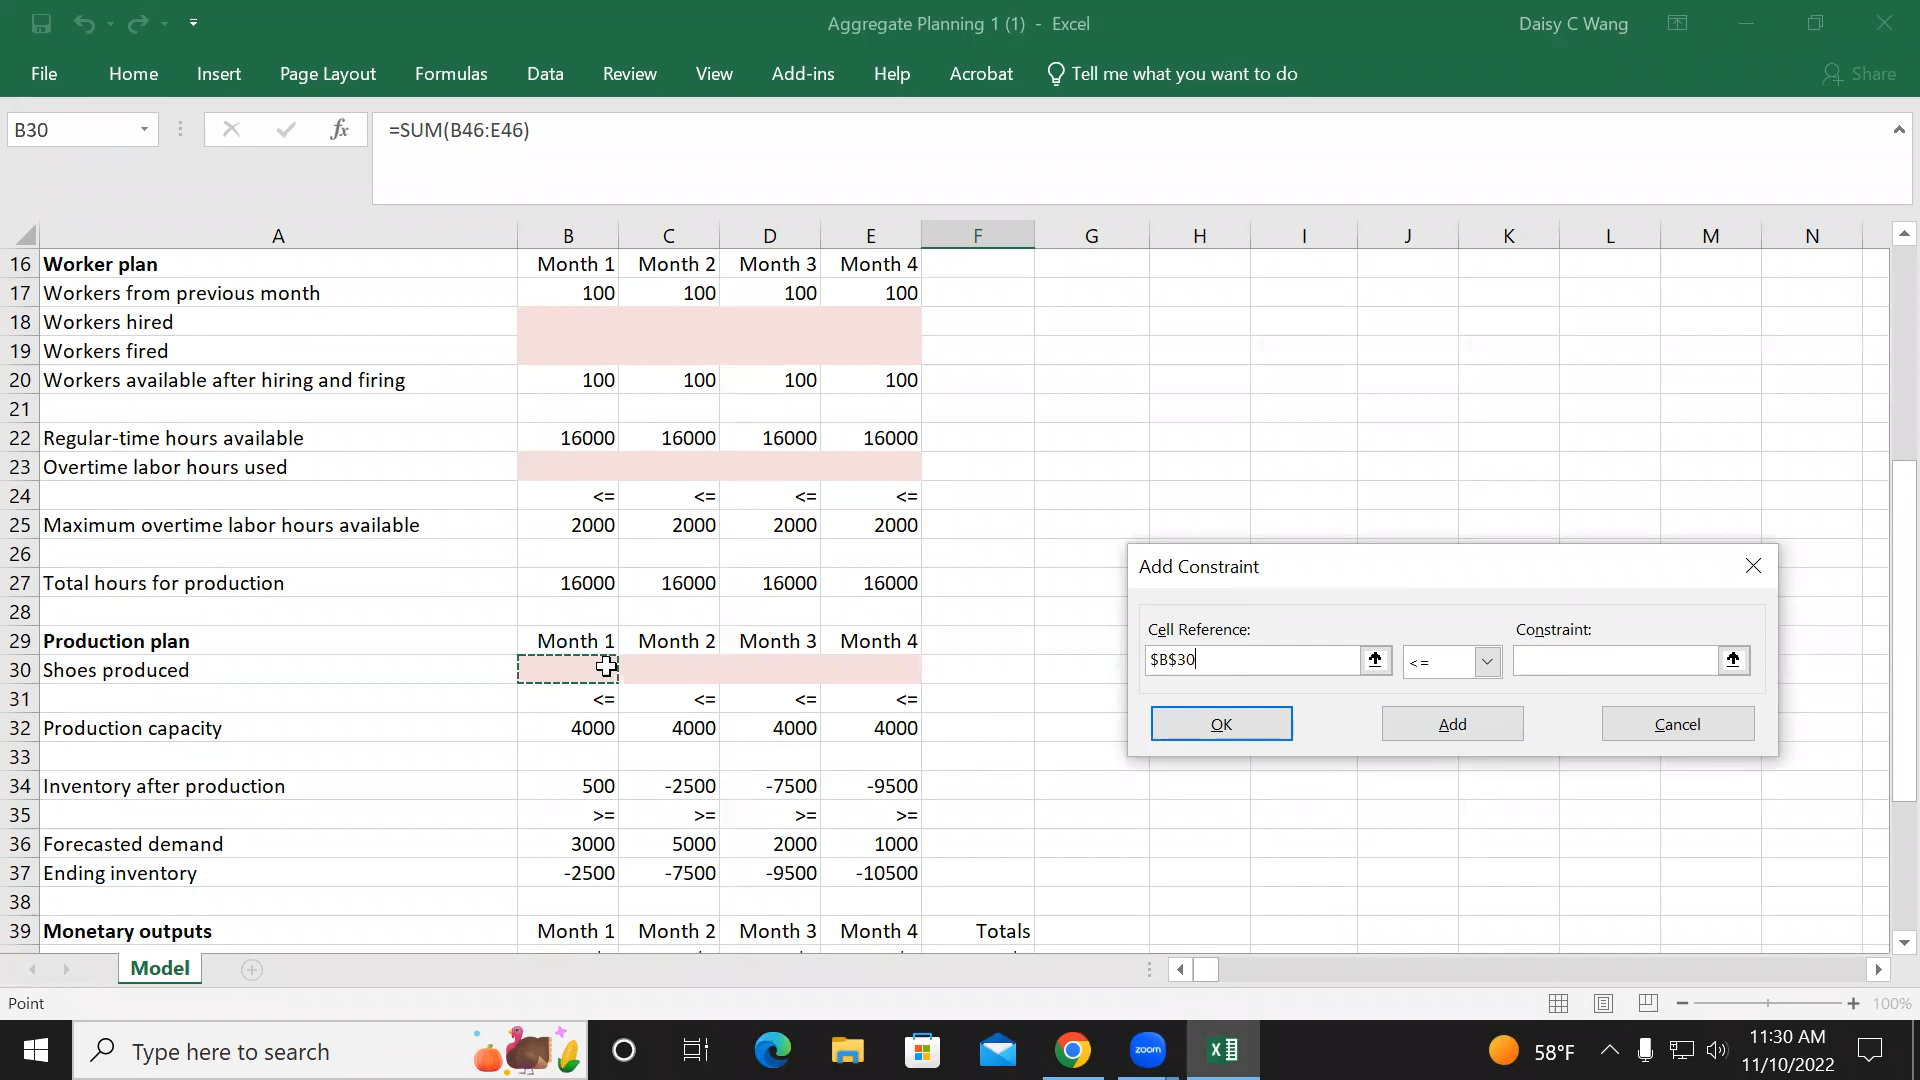 Aggregate Planning 1 (1) - Excel
Daisy C Wang
File Home Insert Page Layout Formulas Data Review View Add-ins Help Acrobat Tell me what you want to do Share
B30 fx =SUM(B46:E46)
A B C D E F G H I J K L M N
16 Worker plan Month 1 Month 2 Month 3 Month 4
17 Workers from previous month 100 100 100 100
18 Workers hired
19 Workers fired
20 Workers available after hiring and firing 100 100 100 100
21
22 Regular-time hours available 16000 16000 16000 16000
23 Overtime labor hours used
24 <= <= <= <=
25 Maximum overtime labor hours available 2000 2000 2000 2000
26
27 Total hours for production 16000 16000 16000 16000
28
29 Production plan Month 1 Month 2 Month 3 Month 4
30 Shoes produced
31 <= <= <= <=
32 Production capacity 4000 4000 4000 4000
33
34 Inventory after production 500 -2500 -7500 -9500
35 >= >= >= >=
36 Forecasted demand 3000 5000 2000 1000
37 Ending inventory -2500 -7500 -9500 -10500
38
39 Monetary outputs Month 1 Month 2 Month 3 Month 4 Totals
Add Constraint
Cell Reference: Constraint:
$B$30 <=
OK Add Cancel
Model
Point 100%
Type here to search
zoom
58°F
11:30 AM
11/10/2022